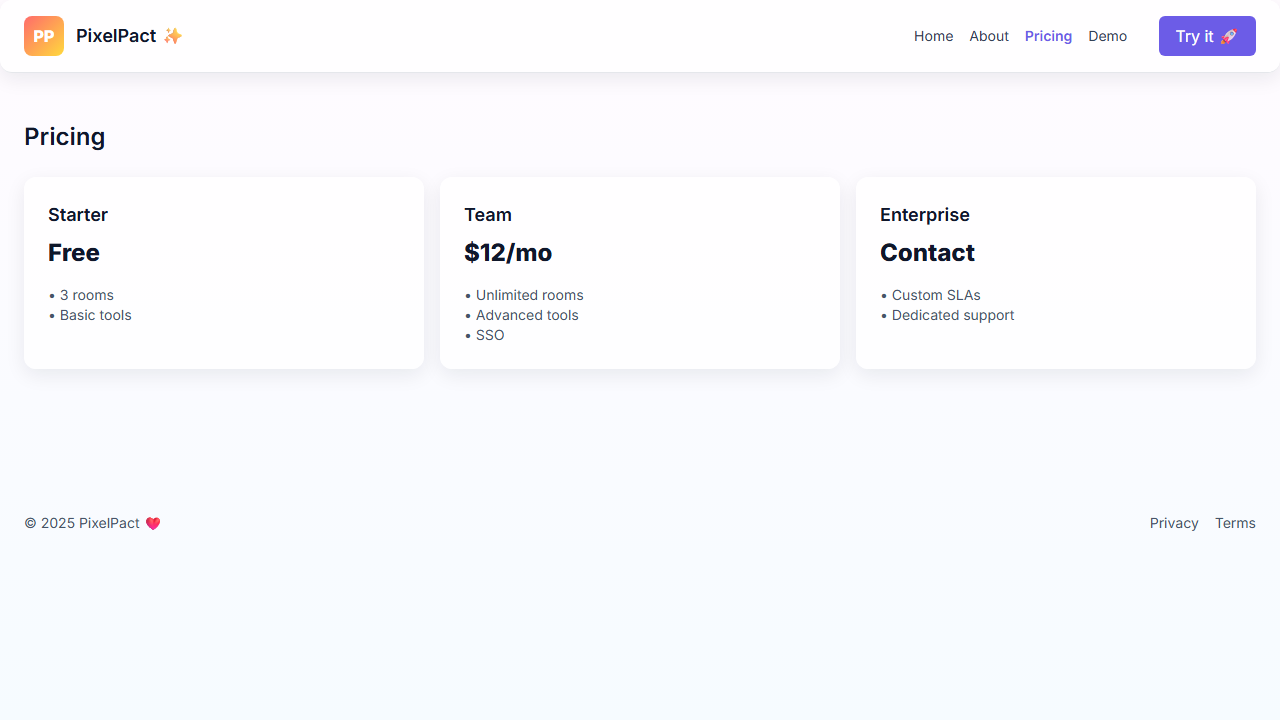 PP PixelPact ✨
Home About Pricing Demo Try it 🚀
Pricing
Starter
Free
• 3 rooms
• Basic tools
Team
$12/mo
• Unlimited rooms
• Advanced tools
• SSO
Enterprise
Contact
• Custom SLAs
• Dedicated support
© 2025 PixelPact ❤️
Privacy Terms